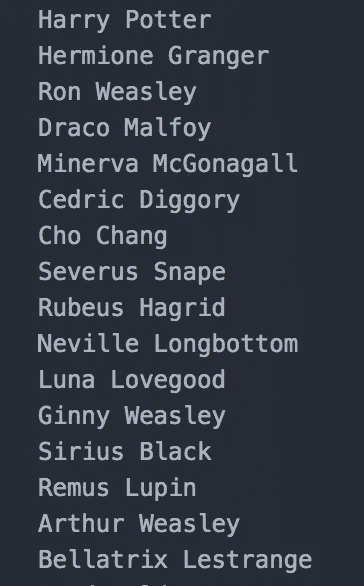 Harry Potter
Hermione Granger
Ron Weasley
Draco Malfoy
Minerva McGonagall
Cedric Diggory
Cho Chang
Severus Snape
Rubeus Hagrid
Neville Longbottom
Luna Lovegood
Ginny Weasley
Sirius Black
Remus Lupin
Arthur Weasley
Bellatrix Lestrange